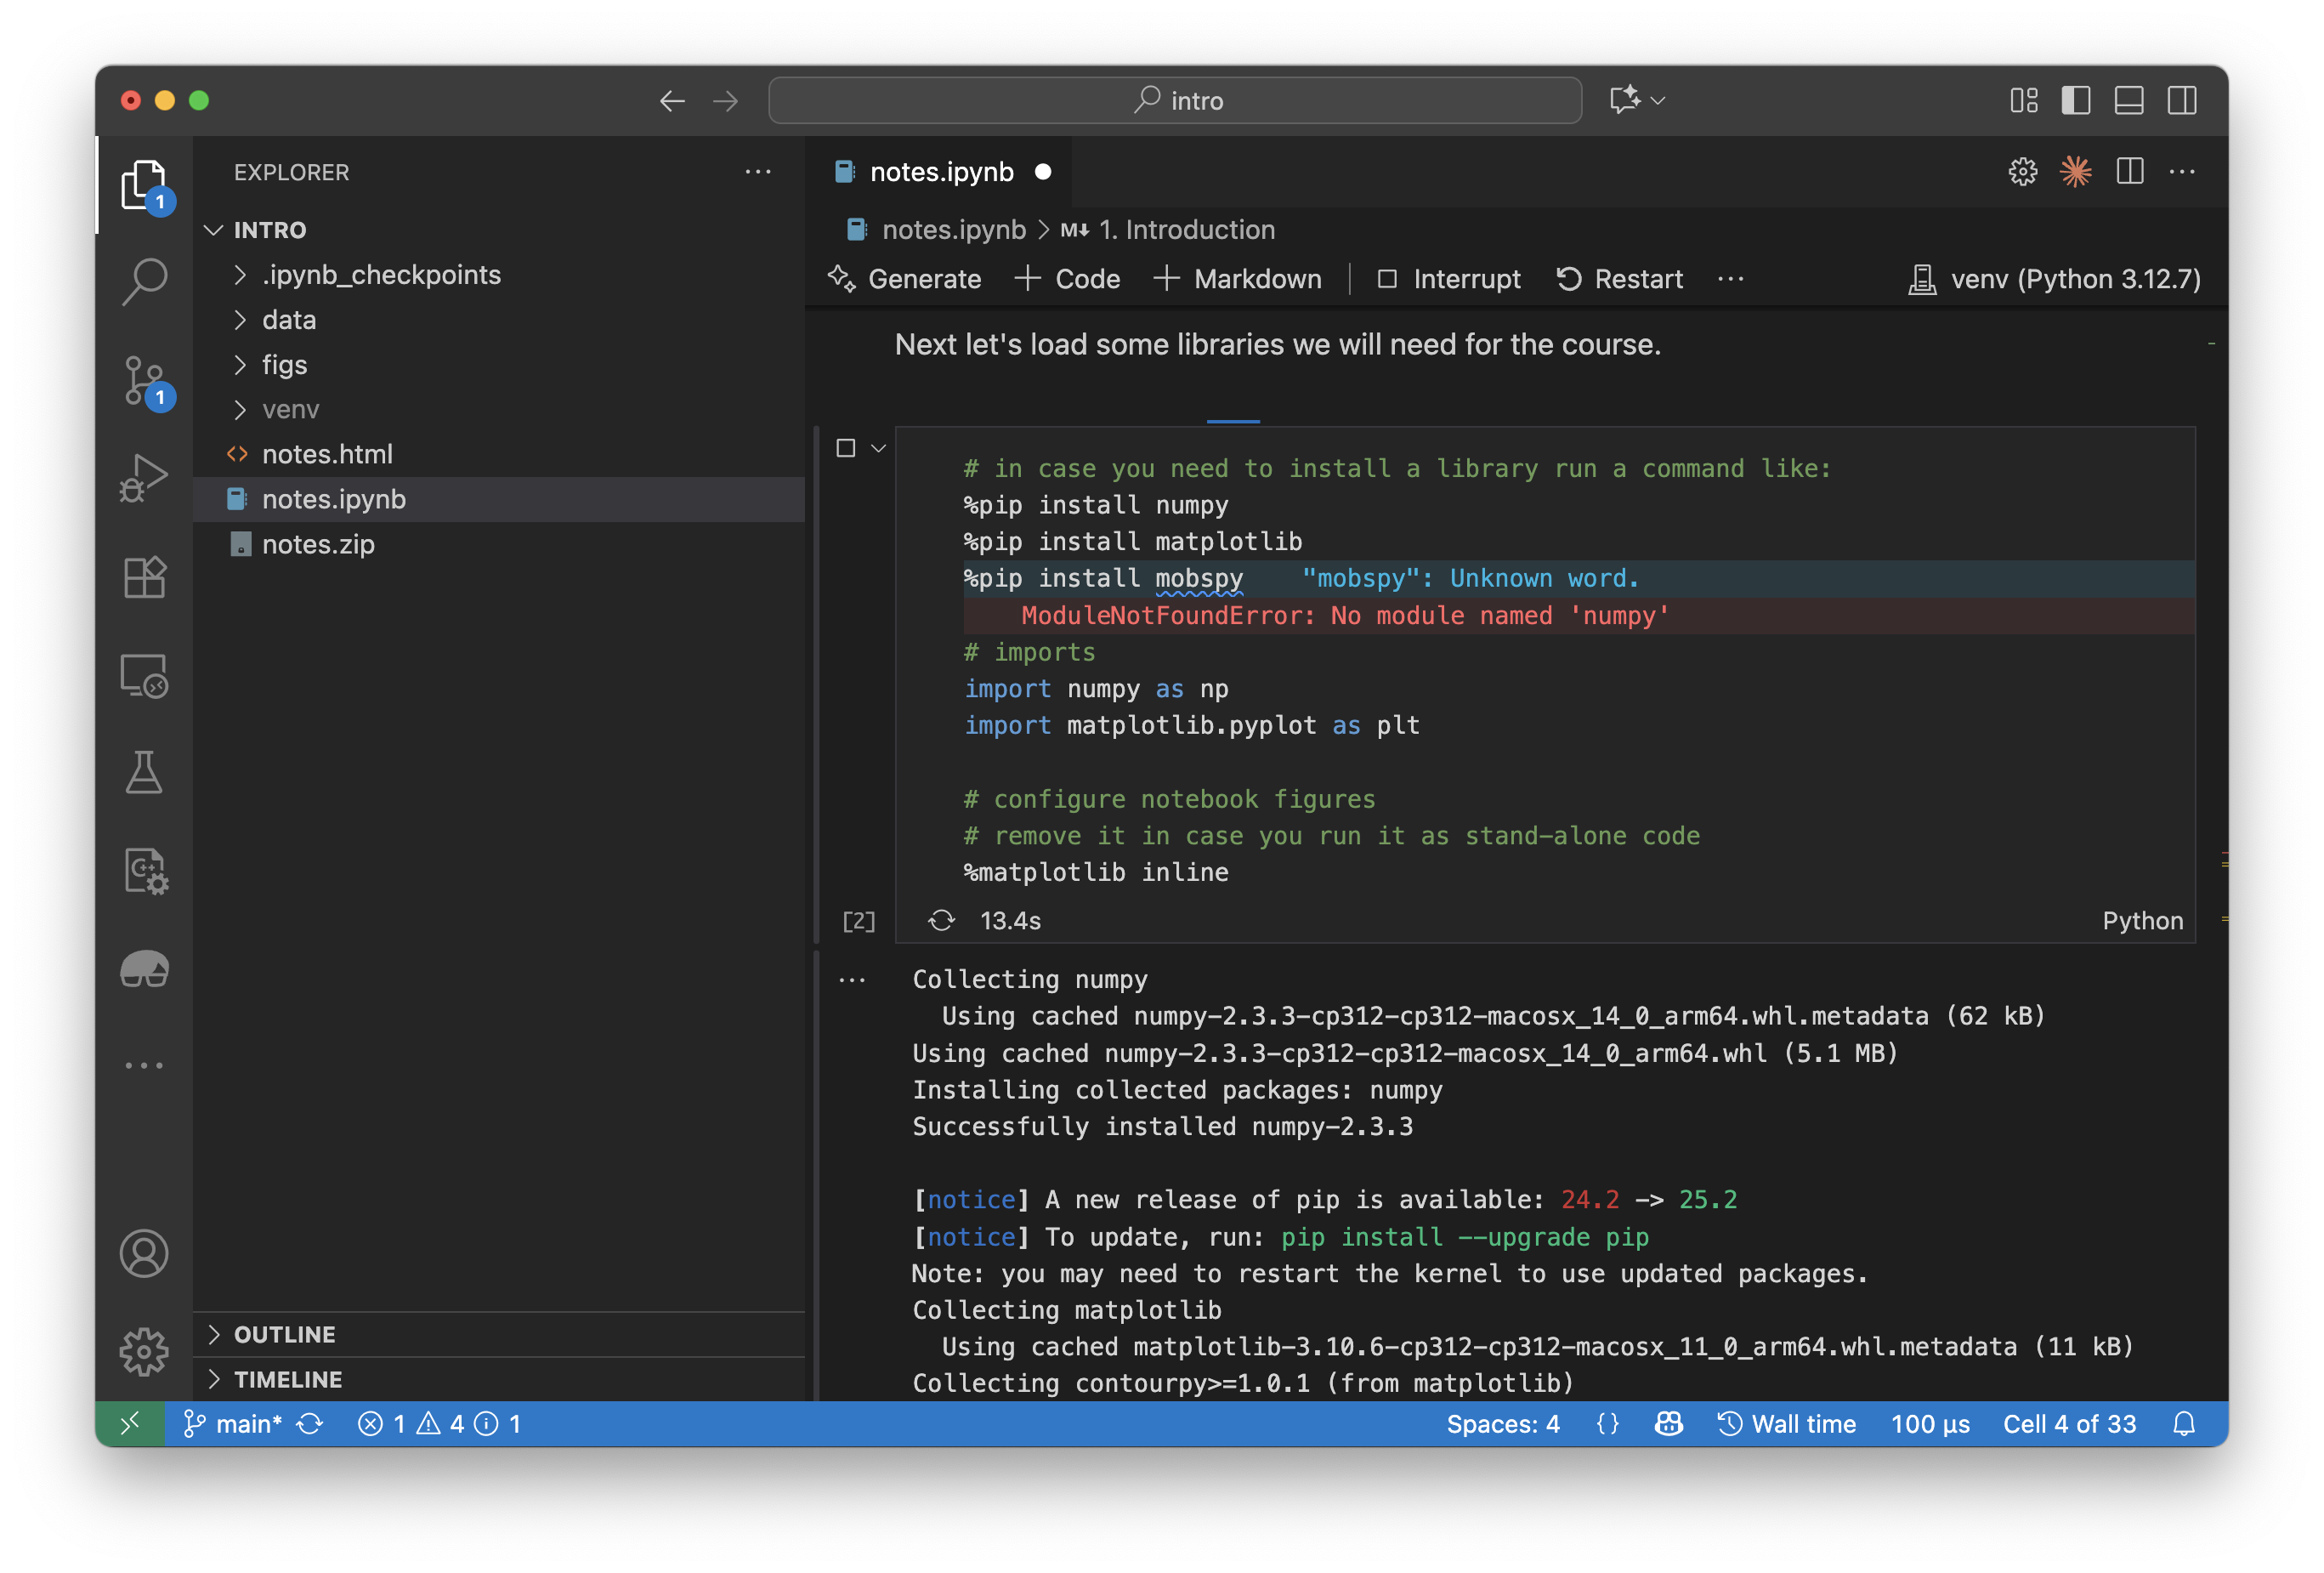 intro
EXPLORER
1
INTRO
.ipynb_checkpoints
data
figs
venv
notes.html
notes.ipynb
notes.zip
1
OUTLINE
TIMELINE
notes.ipynb
notes.ipynb > M↓ 1. Introduction
Generate + Code + Markdown | Interrupt Restart ··· venv (Python 3.12.7)
Next let's load some libraries we will need for the course.
# in case you need to install a library run a command like:
%pip install numpy
%pip install matplotlib
%pip install mobspy "mobspy": Unknown word.
ModuleNotFoundError: No module named 'numpy'
# imports
import numpy as np
import matplotlib.pyplot as plt
# configure notebook figures
# remove it in case you run it as stand-alone code
%matplotlib inline
[2] 13.4s Python
Collecting numpy
Using cached numpy-2.3.3-cp312-cp312-macosx_14_0_arm64.whl.metadata (62 kB)
Using cached numpy-2.3.3-cp312-cp312-macosx_14_0_arm64.whl (5.1 MB)
Installing collected packages: numpy
Successfully installed numpy-2.3.3
[notice] A new release of pip is available: 24.2 -> 25.2
[notice] To update, run: pip install --upgrade pip
Note: you may need to restart the kernel to use updated packages.
Collecting matplotlib
Using cached matplotlib-3.10.6-cp312-cp312-macosx_11_0_arm64.whl.metadata (11 kB)
Collecting contourpy>=1.0.1 (from matplotlib)
main* 1 4 1 Spaces: 4 {} Wall time 100 µs Cell 4 of 33